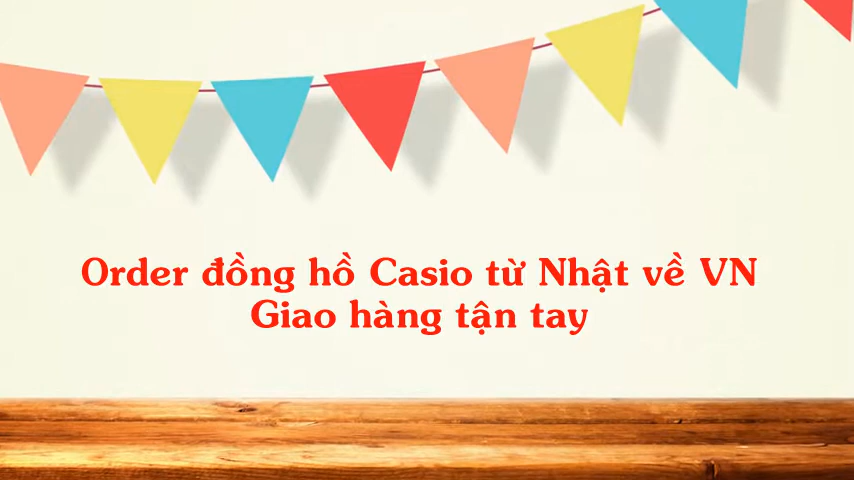 Order đồng hồ Casio từ Nhật về VN
Giao hàng tận tay